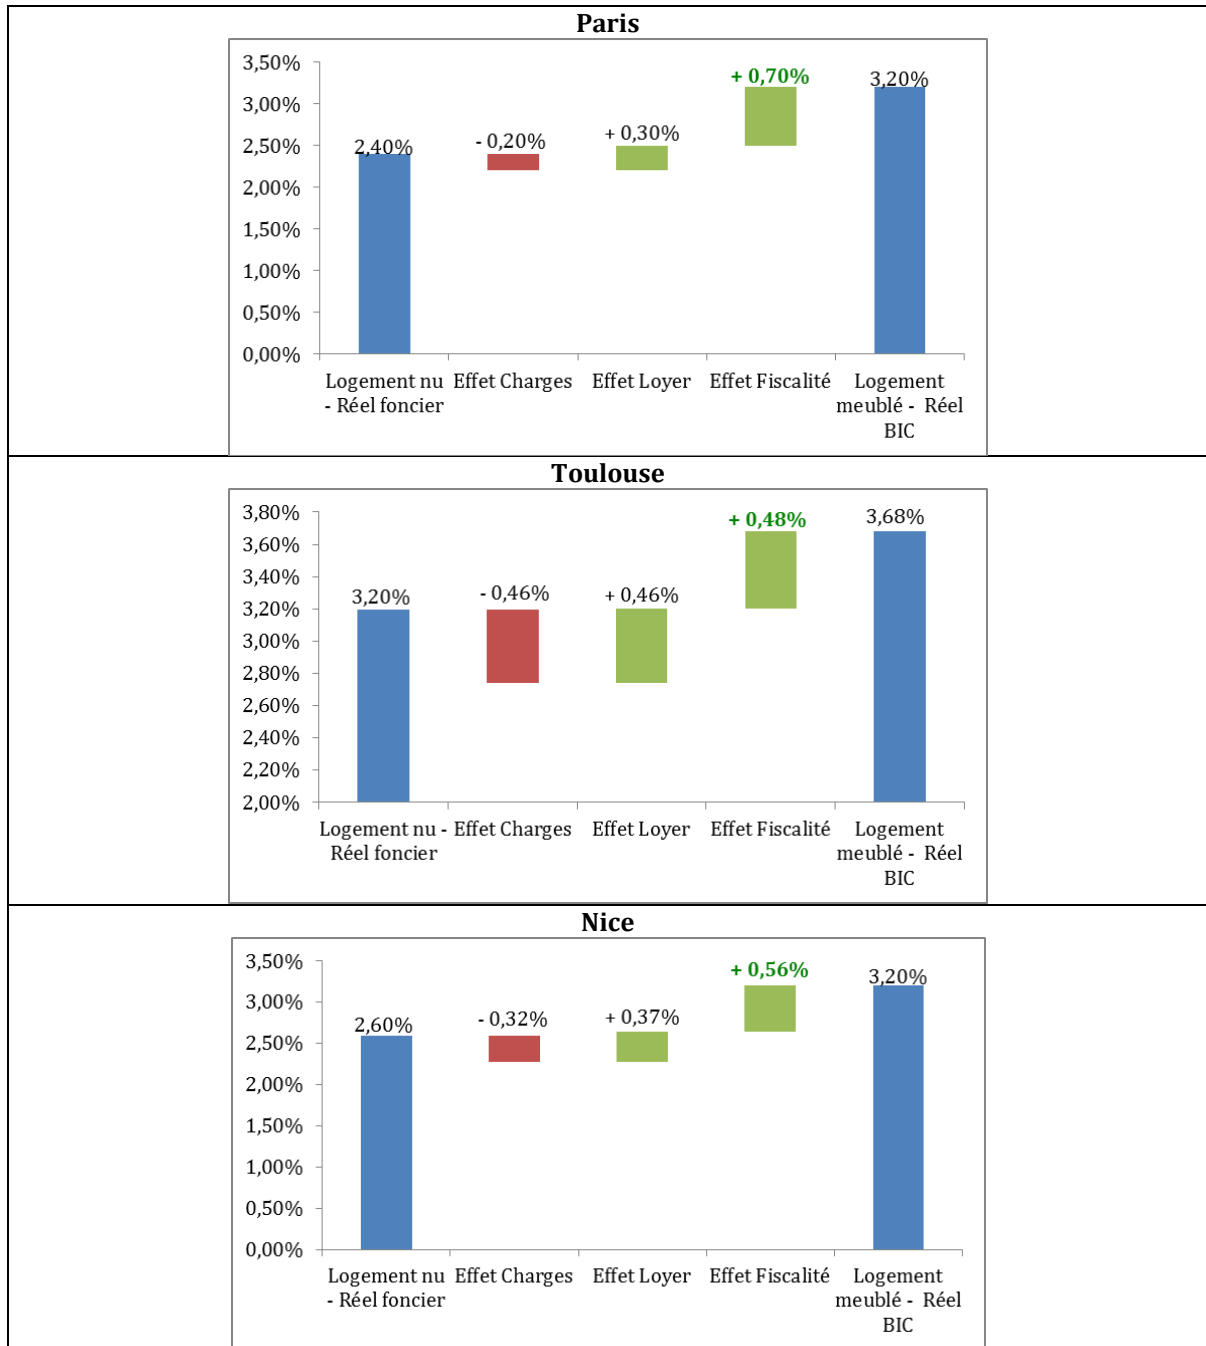 Paris
3,50%
3,00%
2,50%
2,00%
1,50%
1,00%
0,50%
0,00%
2,40%
- 0,20%
+ 0,30%
+ 0,70%
3,20%
Logement nu
- Réel foncier
Effet Charges
Effet Loyer
Effet Fiscalité
Logement
meublé - Réel
BIC
Toulouse
3,80%
3,60%
3,40%
3,20%
3,00%
2,80%
2,60%
2,40%
2,20%
2,00%
3,20%
- 0,46%
+ 0,46%
+ 0,48%
3,68%
Logement nu -
Réel foncier
Effet Charges
Effet Loyer
Effet Fiscalité
Logement
meublé - Réel
BIC
Nice
3,50%
3,00%
2,50%
2,00%
1,50%
1,00%
0,50%
0,00%
2,60%
- 0,32%
+ 0,37%
+ 0,56%
3,20%
Logement nu
- Réel foncier
Effet Charges
Effet Loyer
Effet Fiscalité
Logement
meublé - Réel
BIC